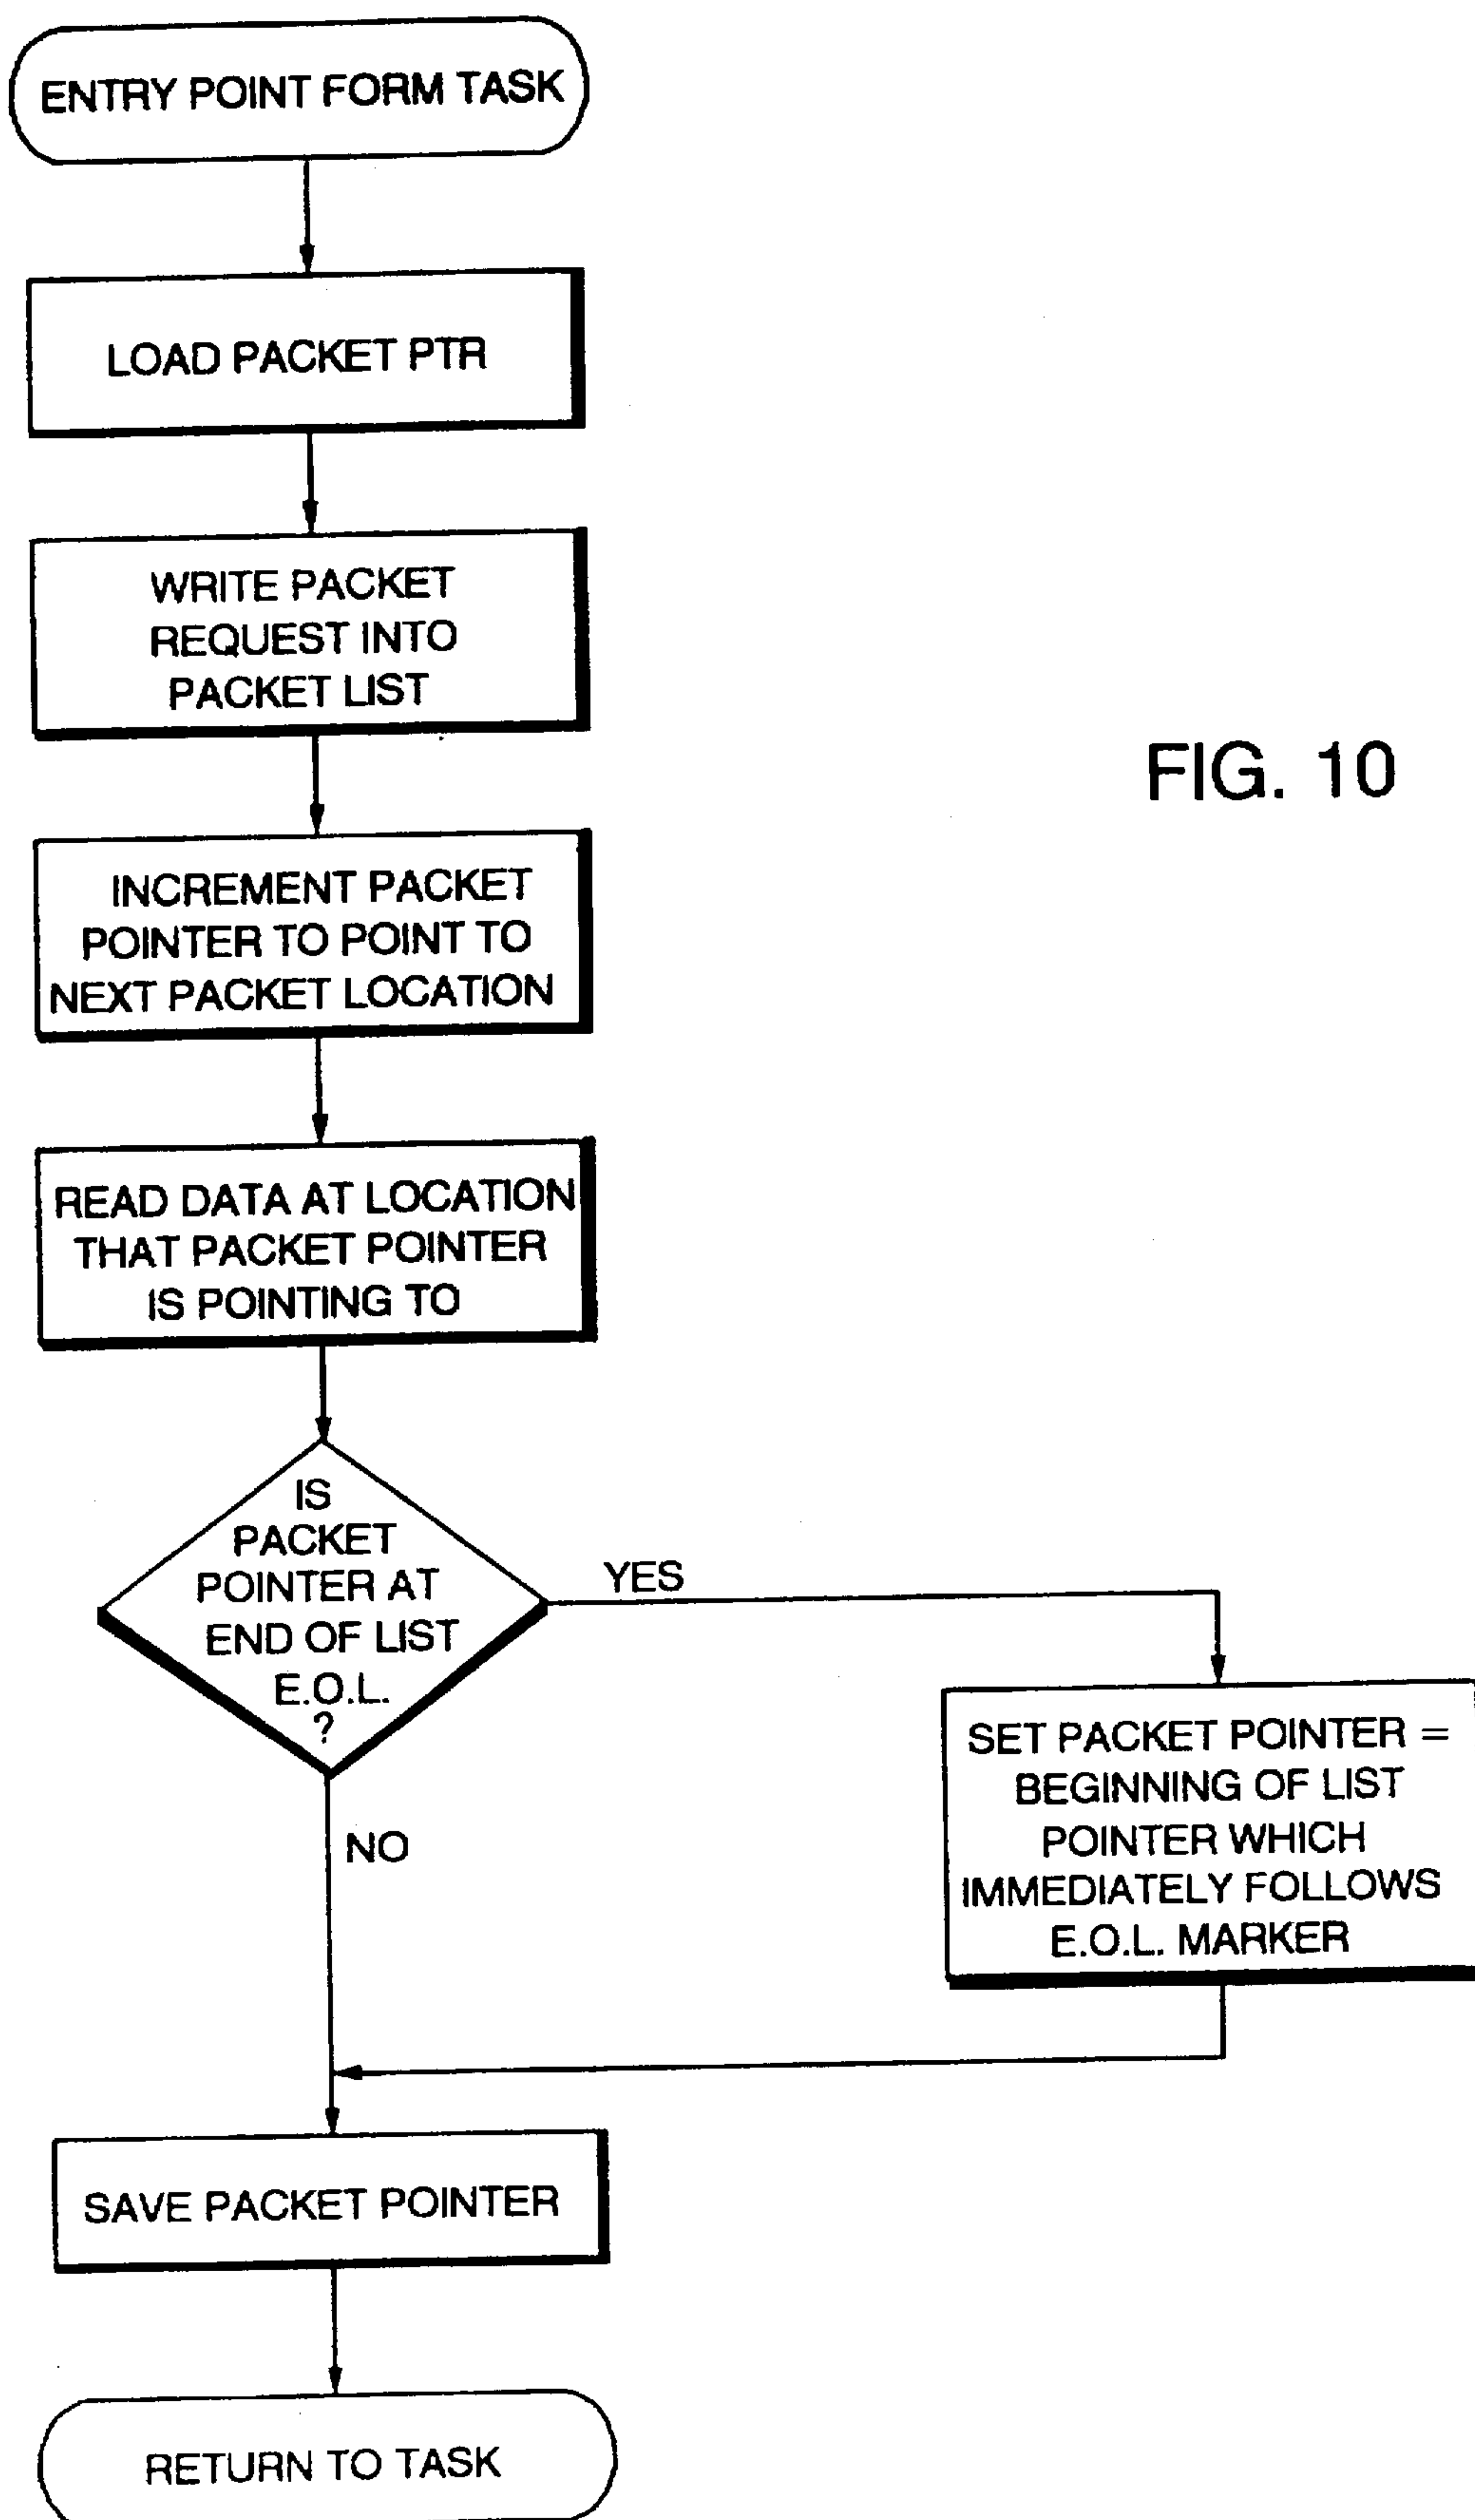 ENTRY POINT FORM TASK
LOAD PACKET PTR
WRITE PACKET
REQUEST INTO
PACKET LIST
FIG. 10
INCREMENT PACKET
POINTER TO POINT TO
NEXT PACKET LOCATION
READ DATA AT LOCATION
THAT PACKET POINTER
IS POINTING TO
IS
PACKET
POINTER AT
END OF LIST
E.O.L.
?
YES
NO
SET PACKET POINTER =
BEGINNING OF LIST
POINTER WHICH
IMMEDIATELY FOLLOWS
E.O.L. MARKER
SAVE PACKET POINTER
RETURN TO TASK